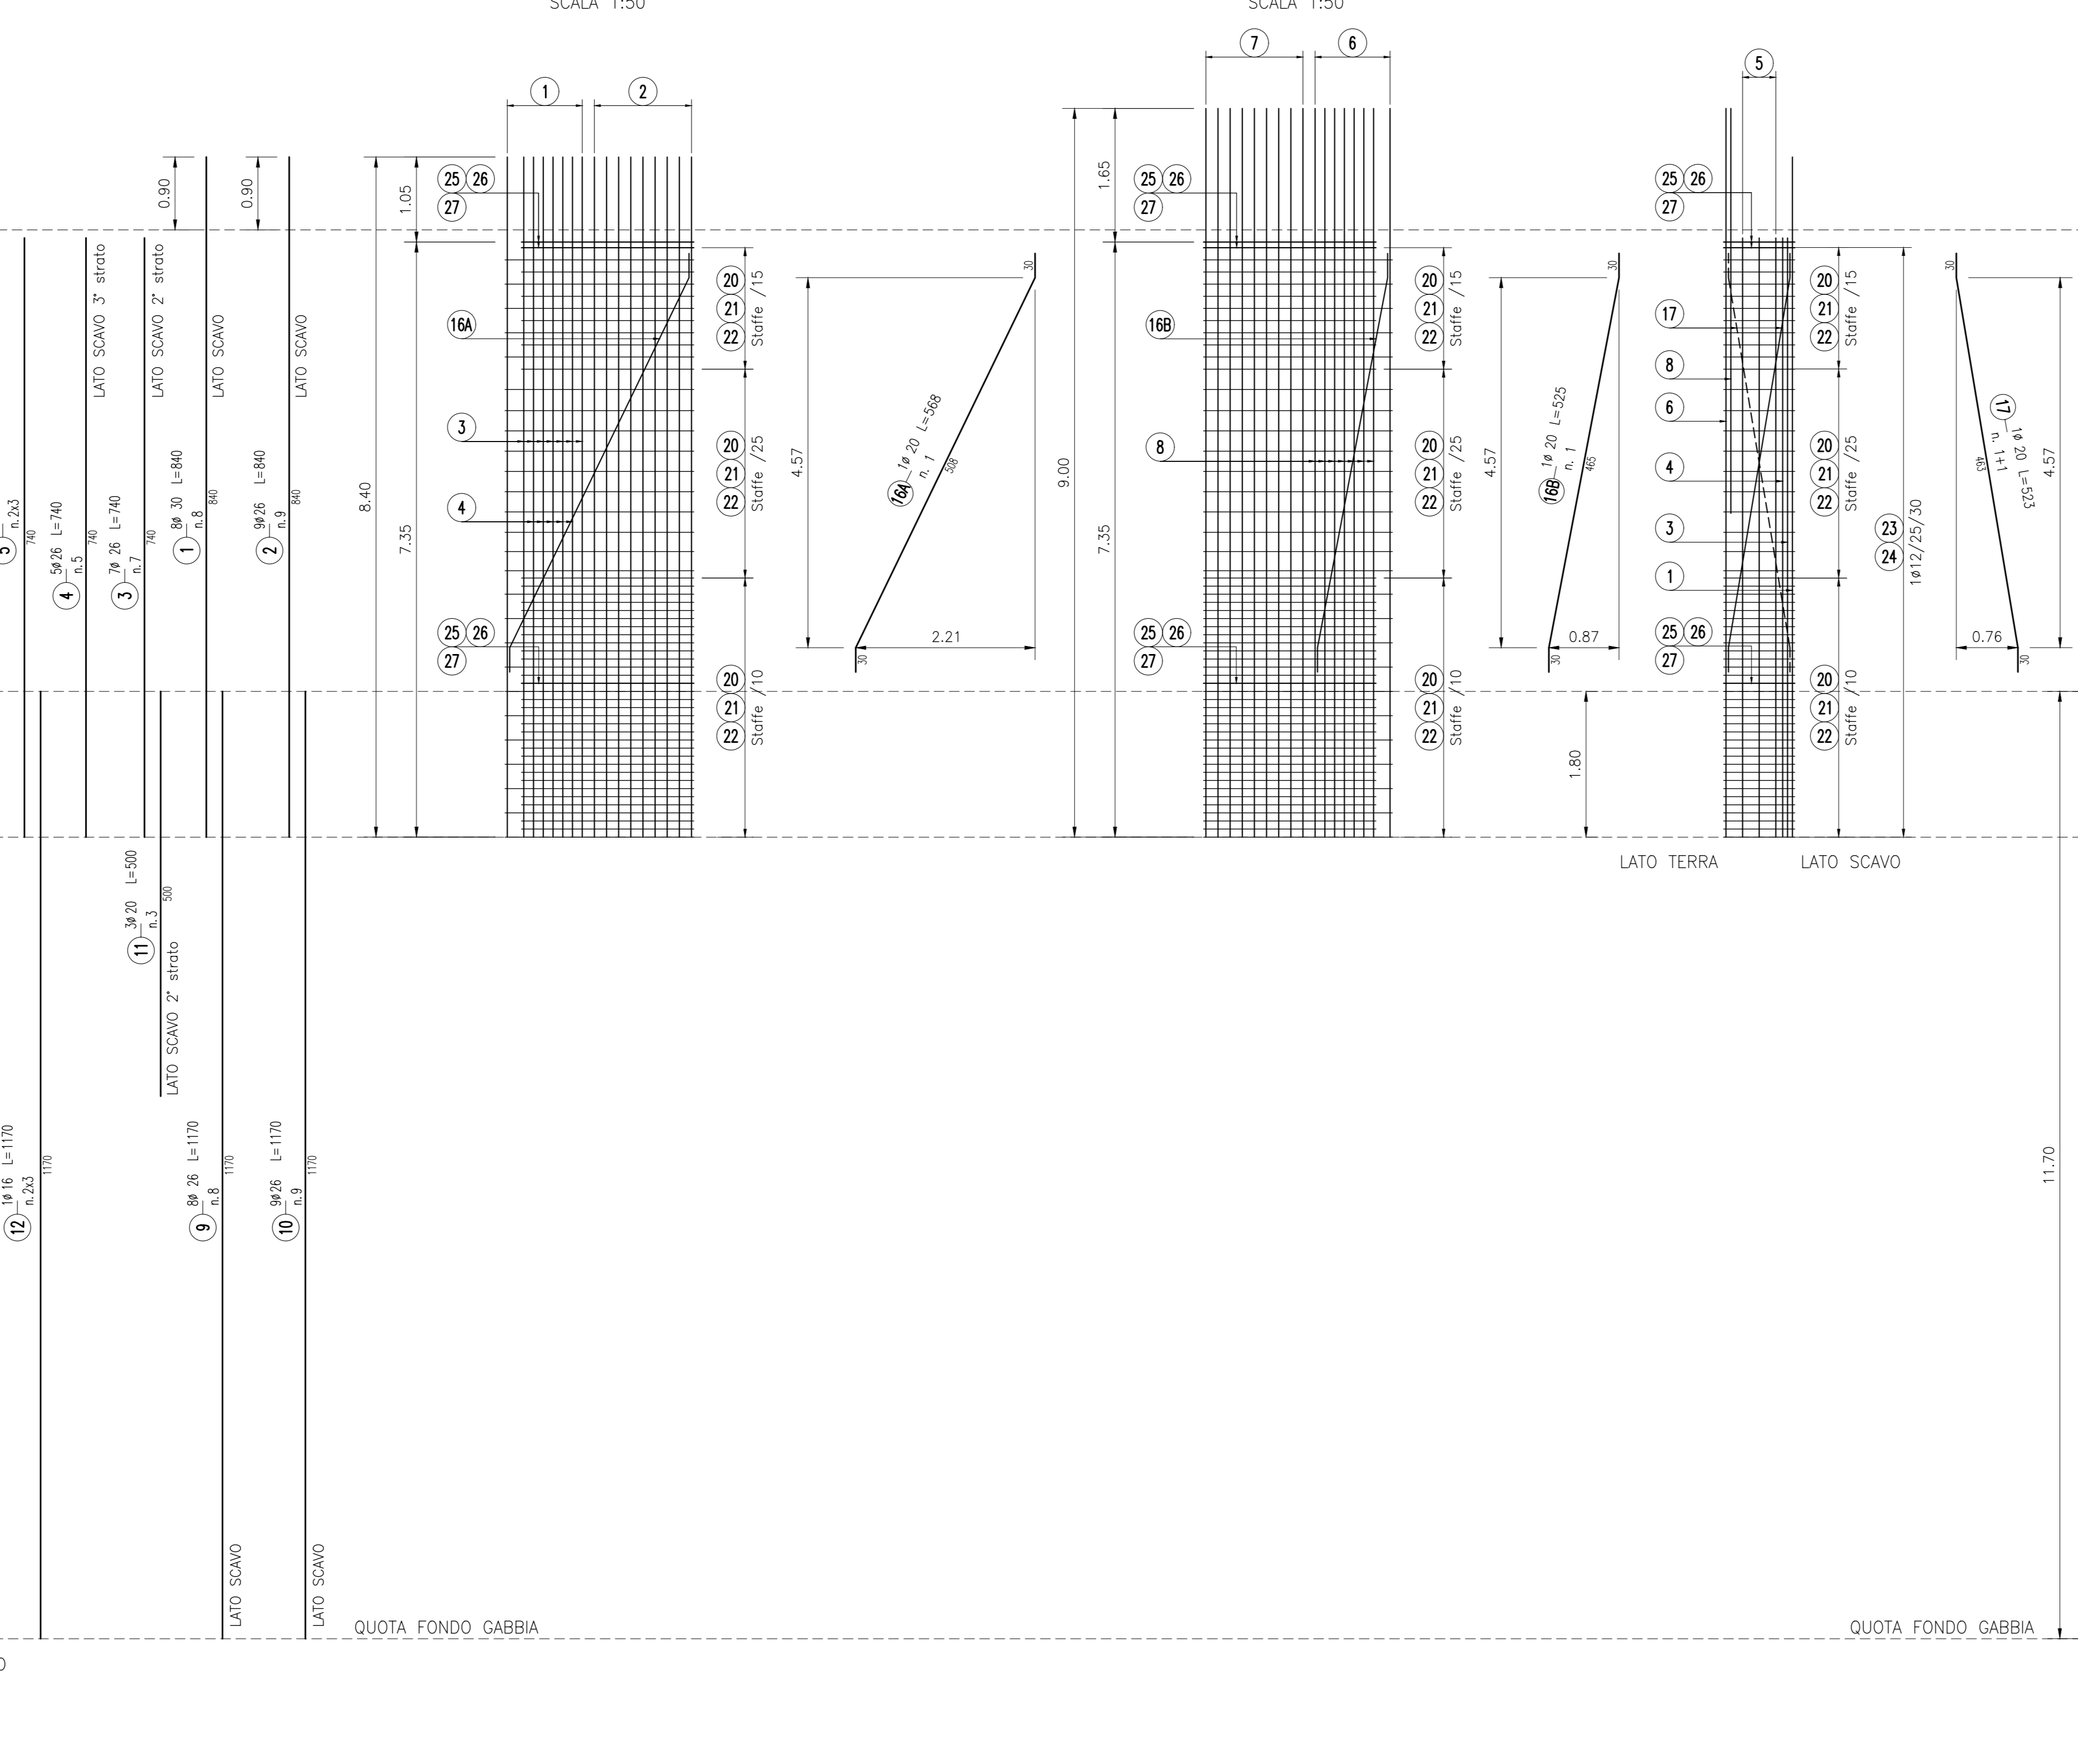 SCALA 1:50
SCALA 1:50
7
6
5
1
2
0.90
0.90
1.05
1.65
25 26
27
25 26
27
25 26
27
LATO SCAVO 3° strato
LATO SCAVO 2° strato
LATO SCAVO
LATO SCAVO
8.40
7.35
16A
3
4
25 26
27
20
21
22
Staffe /15
20
21
22
Staffe /25
20
21
22
Staffe /10
30
4.57
16A
1ø 20 L=568
n. 1
508
2.21
30
9.00
7.35
16B
8
25 26
27
20
21
22
Staffe /15
20
21
22
Staffe /25
20
21
22
Staffe /10
30
4.57
16B
1ø 20 L=525
n. 1
465
0.87
30
1.80
17
8
6
4
3
1
25 26
27
20
21
22
Staffe /15
20
21
22
Staffe /25
20
21
22
Staffe /10
23
24
1ø12/25/30
30
17
1ø 20 L=523
n. 1+1
463
4.57
0.76
30
5
n.2x3
740
4
5ø26 L=740
n.5
740
3
7ø 26 L=740
n.7
740
1
8ø 30 L=840
n.8
840
2
9ø26 L=840
n.9
840
LATO TERRA
LATO SCAVO
11
3ø20 L=500
n.3
500
LATO SCAVO 2° strato
12
1ø16 L=1170
n.2x3
1170
9
8ø 26 L=1170
n.8
1170
10
9ø26 L=1170
n.9
1170
11.70
LATO SCAVO
LATO SCAVO
QUOTA FONDO GABBIA
QUOTA FONDO GABBIA